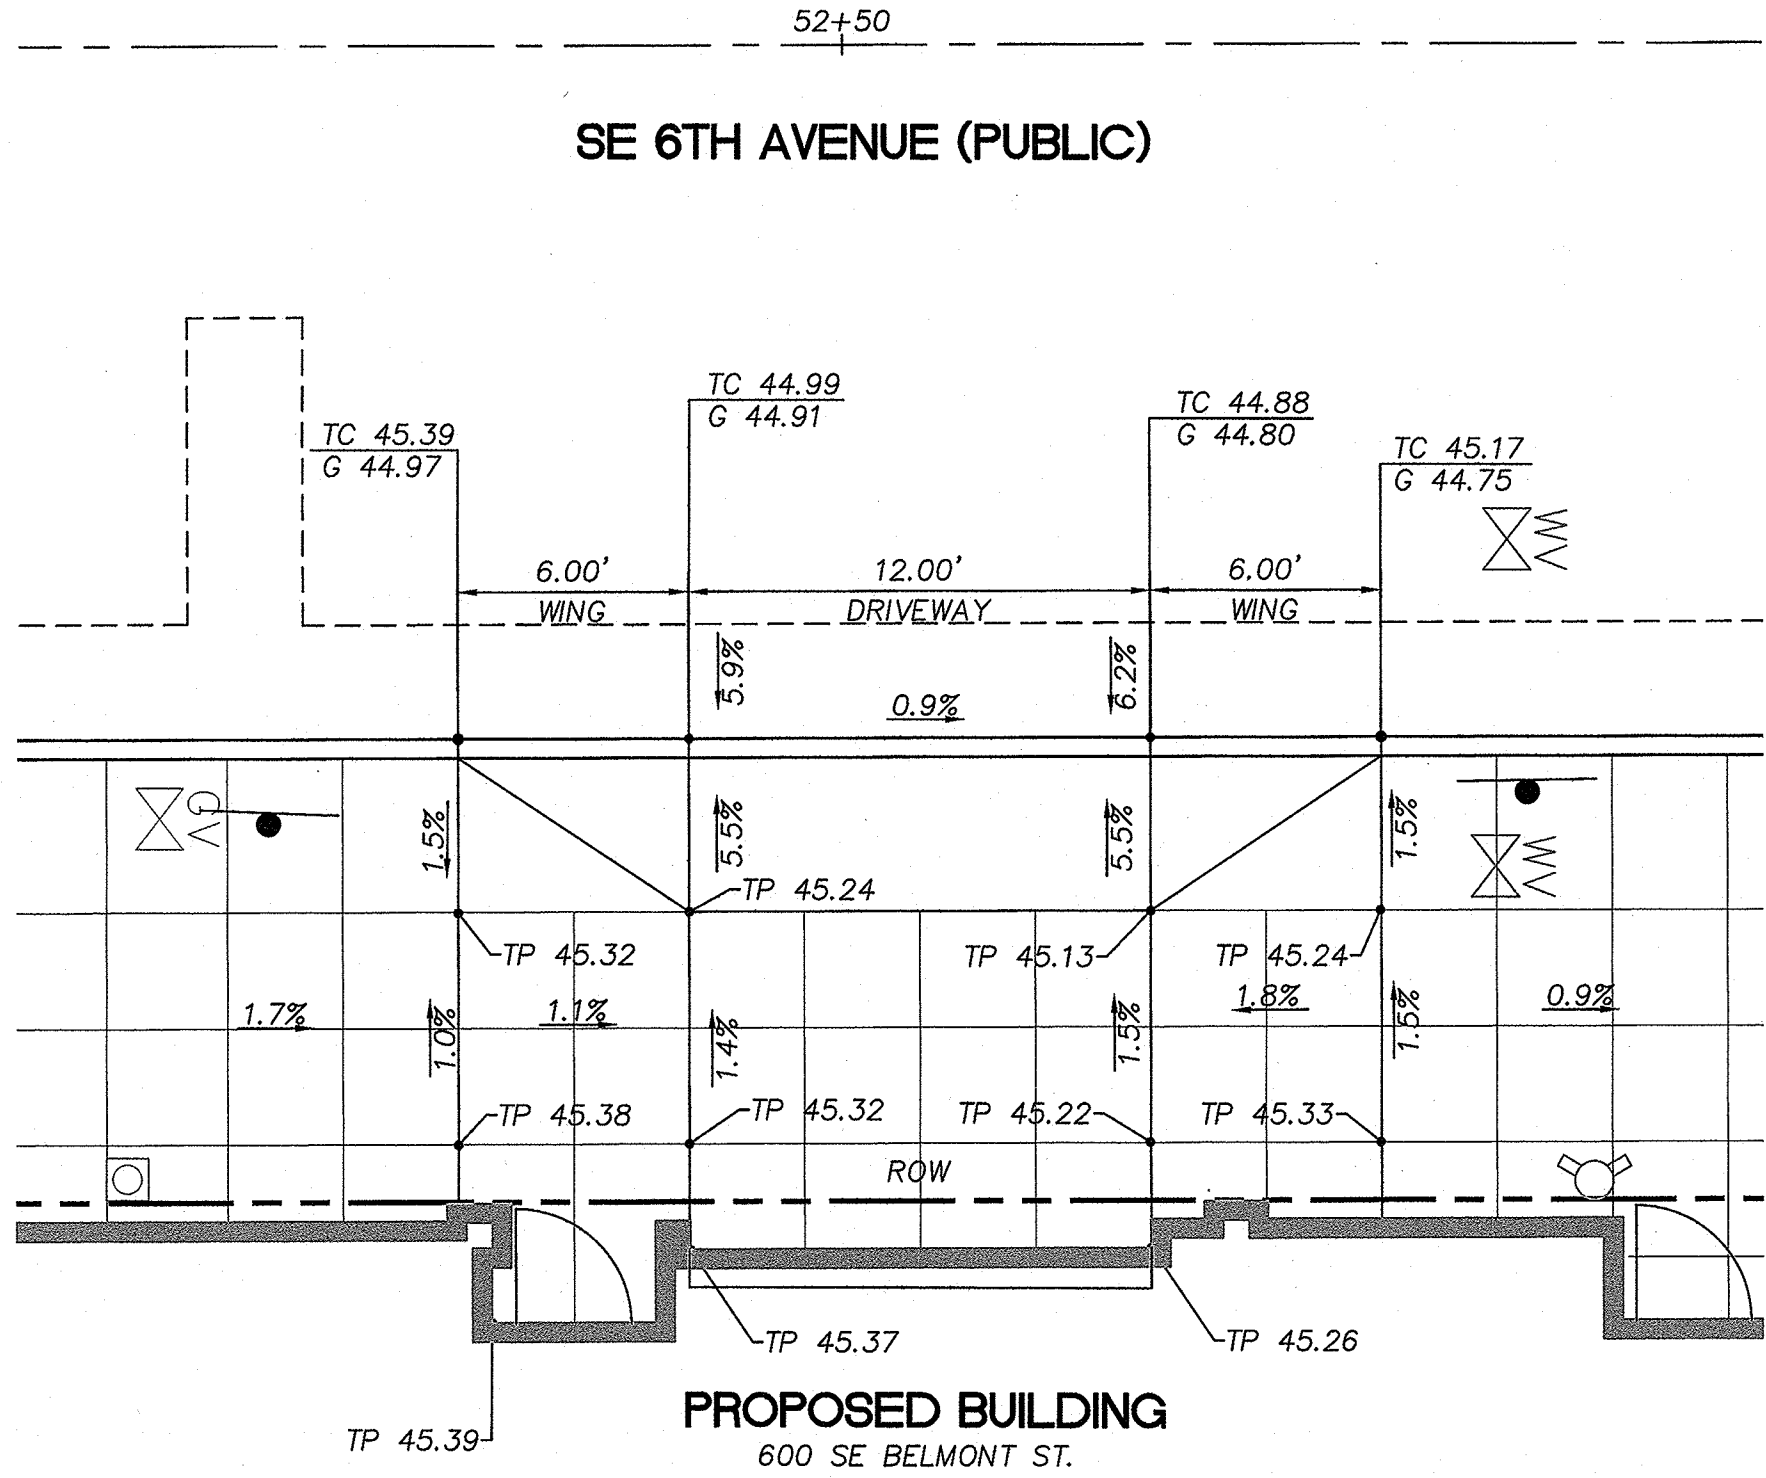 52+50
SE 6TH AVENUE (PUBLIC)
TC 44.99
G 44.91
TC 44.88
G 44.80
TC 45.39
G 44.97
TC 45.17
G 44.75
WV
6.00'
12.00'
6.00'
WING
DRIVEWAY
WING
5.9%
6.2%
0.9%
GV
1.5%
5.5%
5.5%
1.5%
WV
TP 45.24
TP 45.32
TP 45.13
TP 45.24
1.7%
1.0%
1.1%
1.4%
1.5%
1.8%
1.5%
0.9%
TP 45.38
TP 45.32
TP 45.22
TP 45.33
ROW
TP 45.37
TP 45.26
PROPOSED BUILDING
TP 45.39
600 SE BELMONT ST.